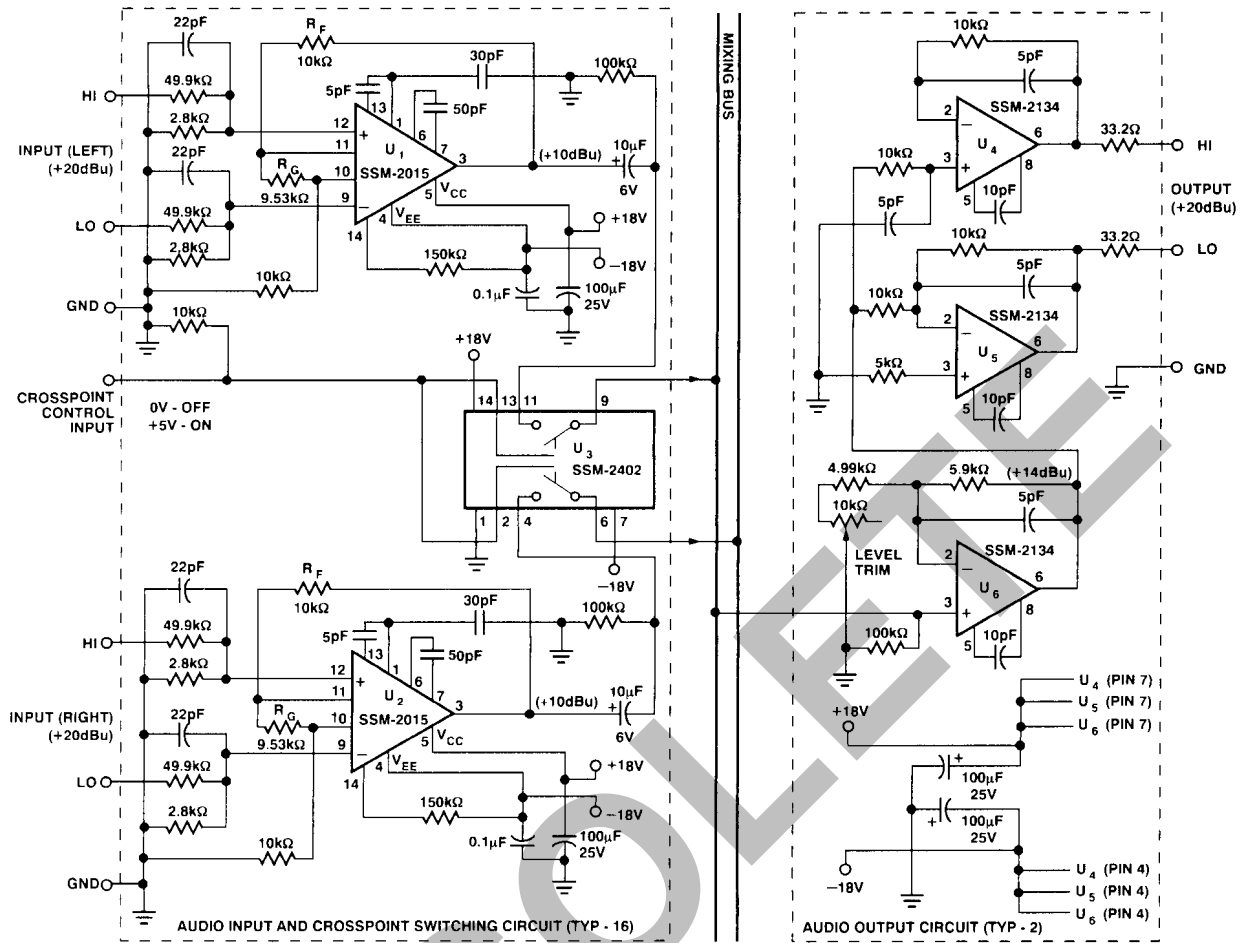 22pF
RF
10kΩ
30pF
100kΩ
49.9kΩ
HI
5pF
13
1
6
50pF
2.8kΩ
12
+
7
INPUT (LEFT)
(+20dBu)
22pF
11
U1
3
(+10dBu)
+
10µF
6V
RG
10
SSM-2015
9.53kΩ
9
−
5
VCC
49.9kΩ
VEE
+18V
LO
14
4
−18V
2.8kΩ
150kΩ
10kΩ
0.1µF
100µF
25V
GND
10kΩ
+18V
CROSSPOINT
CONTROL
INPUT
0V - OFF
+5V - ON
14
13
11
9
U3
SSM-2402
1
2
4
6
7
−18V
22pF
RF
10kΩ
30pF
100kΩ
49.9kΩ
HI
5pF
13
1
6
50pF
2.8kΩ
12
+
7
INPUT (RIGHT)
(+20dBu)
22pF
11
U2
3
(+10dBu)
+
10µF
6V
RG
10
SSM-2015
9.53kΩ
9
−
5
VCC
49.9kΩ
VEE
+18V
LO
14
4
−18V
2.8kΩ
150kΩ
10kΩ
0.1µF
100µF
25V
GND
AUDIO INPUT AND CROSSPOINT SWITCHING CIRCUIT (TYP - 16)
MIXING BUS
10kΩ
5pF
2
−
SSM-2134
U4
6
33.2Ω
HI
10kΩ
3
+
8
5
10pF
5pF
OUTPUT
(+20dBu)
10kΩ
33.2Ω
LO
5pF
10kΩ
SSM-2134
2
−
6
U5
5kΩ
3
+
8
5
10pF
GND
4.99kΩ
5.9kΩ
(+14dBu)
10kΩ
5pF
LEVEL
TRIM
SSM-2134
2
−
6
U6
3
+
8
100kΩ
5
10pF
U4 (PIN 7)
+18V
U5 (PIN 7)
U6 (PIN 7)
+
100µF
25V
+
100µF
25V
−18V
U4 (PIN 4)
U5 (PIN 4)
U6 (PIN 4)
AUDIO OUTPUT CIRCUIT (TYP - 2)
OLETE